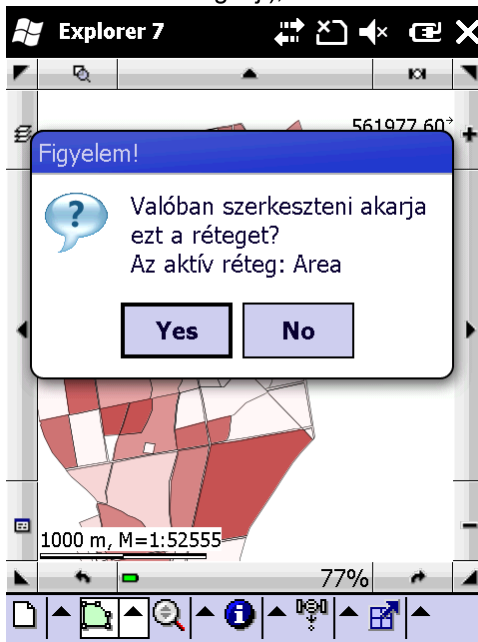 Explorer 7
561977,60
Figyelem!
Valóban szerkeszteni akarja
ezt a réteget?
Az aktív réteg: Area
Yes
No
1000 m, M=1:52555
77%